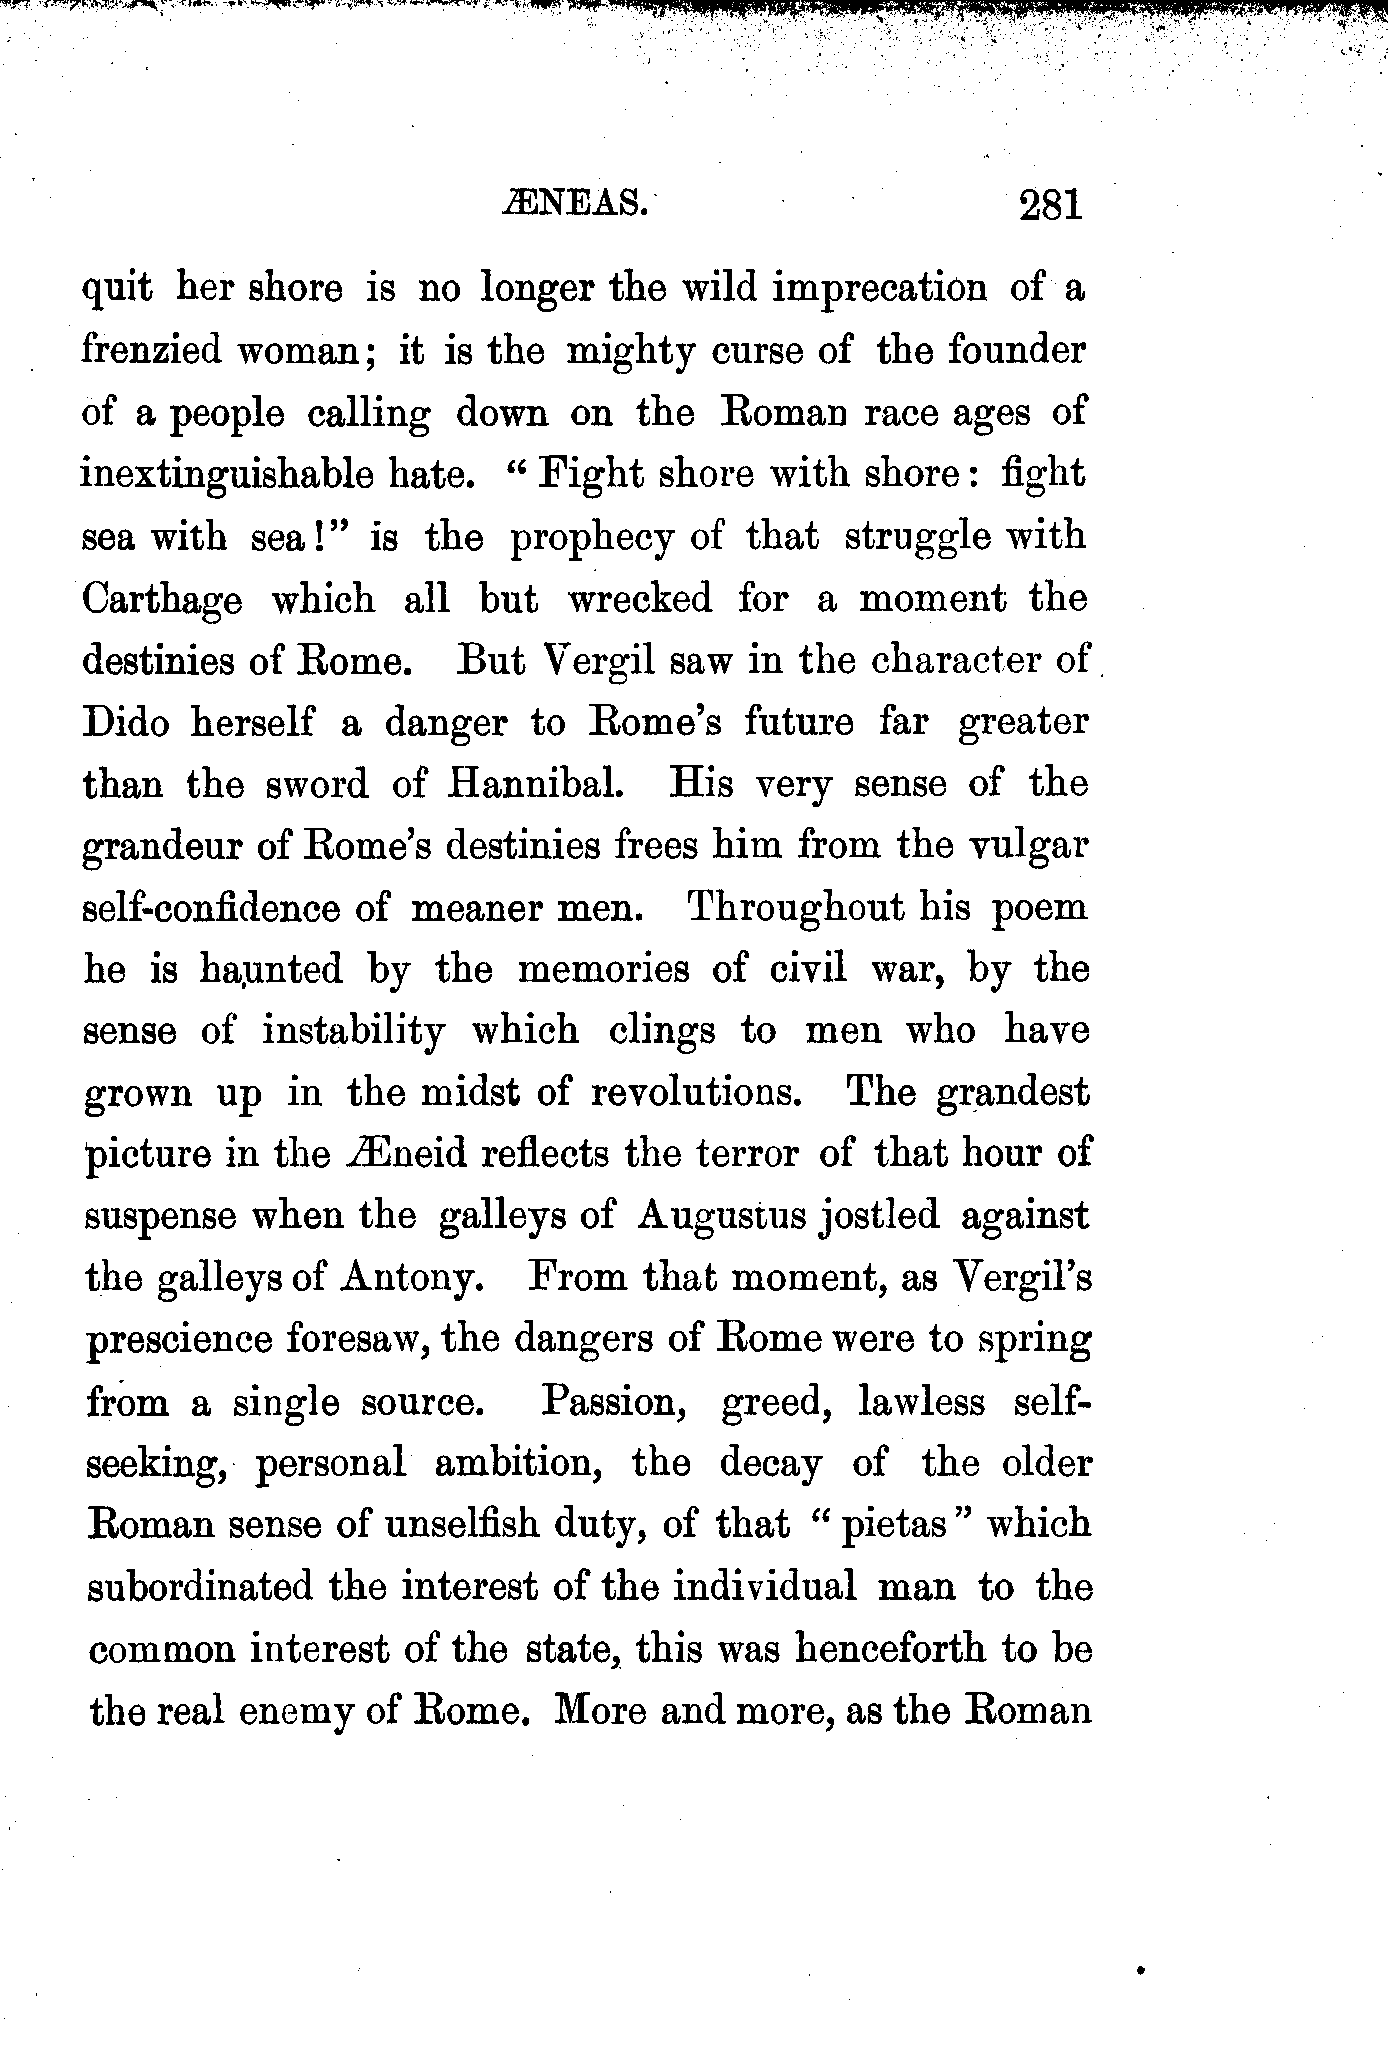 ÆNEAS. 281
quit her shore is no longer the wild imprecation of a
frenzied woman; it is the mighty curse of the founder
of a people calling down on the Roman race ages of
inextinguishable hate. “Fight shore with shore: fight
sea with sea!” is the prophecy of that struggle with
Carthage which all but wrecked for a moment the
destinies of Rome. But Vergil saw in the character of
Dido herself a danger to Rome’s future far greater
than the sword of Hannibal. His very sense of the
grandeur of Rome’s destinies frees him from the vulgar
self-confidence of meaner men. Throughout his poem
he is haunted by the memories of civil war, by the
sense of instability which clings to men who have
grown up in the midst of revolutions. The grandest
picture in the Æneid reflects the terror of that hour of
suspense when the galleys of Augustus jostled against
the galleys of Antony. From that moment, as Vergil’s
prescience foresaw, the dangers of Rome were to spring
from a single source. Passion, greed, lawless self-
seeking, personal ambition, the decay of the older
Roman sense of unselfish duty, of that “pietas” which
subordinated the interest of the individual man to the
common interest of the state, this was henceforth to be
the real enemy of Rome. More and more, as the Roman